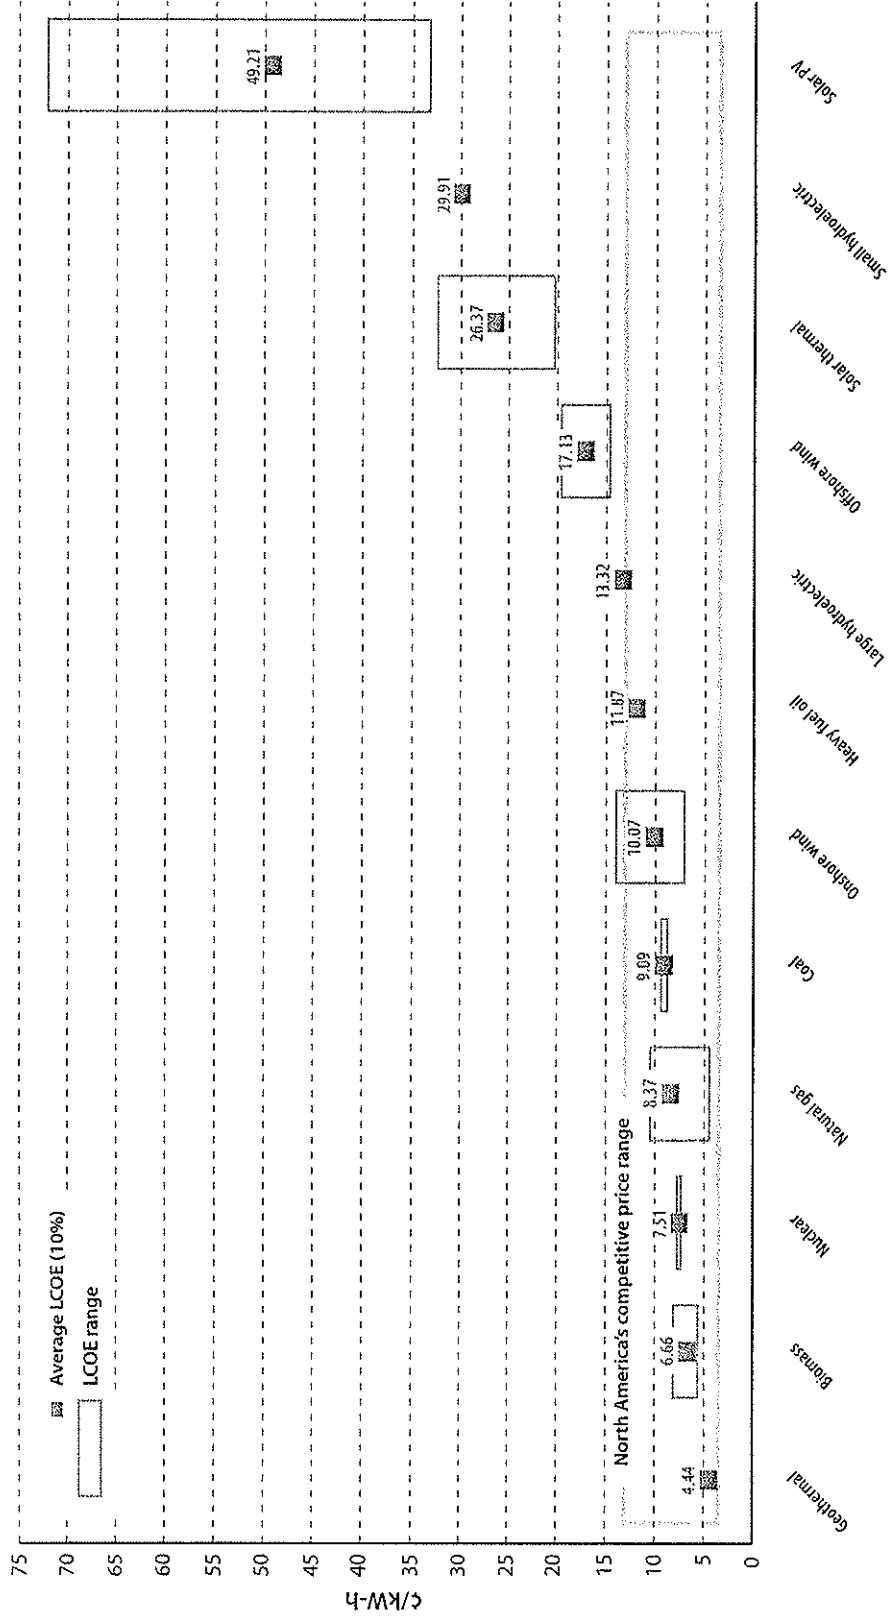 75
70
65
60
55
50
45
40
35
30
25
20
15
10
5
0
¢/kW-h
Average LCOE (10%)
LCOE range
North America's competitive price range
4.44
6.66
7.51
8.37
9.09
10.07
11.87
13.32
17.13
26.37
29.91
49.21
Geothermal
Biomass
Nuclear
Natural gas
Coal
Onshore wind
Heavy fuel oil
Large hydroelectric
Offshore wind
Solar thermal
Small hydroelectric
Solar PV